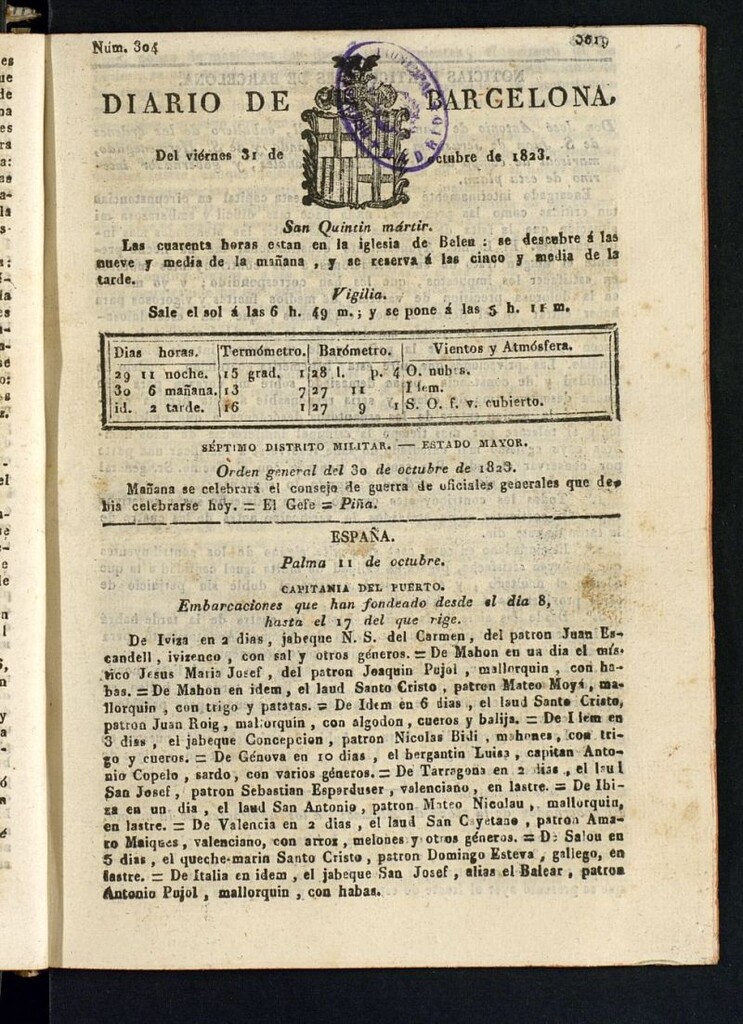 Núm. 304
3619
DIARIO DE BARCELONA,
Del viérnes 31 de octubre de 1823.
San Quintin mártir.
Las cuarenta horas estan en la iglesia de Belen : se descubre á las
nueve y media de la mañana , y se reserva á las cinco y media de la
tarde.
Vigilia.
Sale el sol á las 6 h. 49 m. ; y se pone á las 5 h. 11 m.
Dias horas. Termómetro. Barómetro. Vientos y Atmósfera.
29 11 noche. 15 grad. 1 28 l. p. 4 O. nubes.
30 6 mañana. 13 7 27 11 Idem.
id. 2 tarde. 16 1 27 9 1 S. O. f. v. cubierto.
SÉPTIMO DISTRITO MILITAR. — ESTADO MAYOR.
Orden general del 30 de octubre de 1823.
Mañana se celebrará el consejo de guerra de oficiales generales que de-
bia celebrarse hoy. = El Gefe = Piña.
ESPAÑA.
Palma 11 de octubre.
CAPITANIA DEL PUERTO.
Embarcaciones que han fondeado desde el dia 8,
hasta el 17 del que rige.
De Iviza en 2 dias , jabeque N. S. del Carmen , del patron Juan Es-
candell , ivizenco , con sal y otros géneros. = De Mahon en un dia el mís-
tico Jesus Maria Josef , del patron Joaquin Pujol , mallorquin , con ha-
bas. = De Mahon en idem , el laud Santo Cristo , patron Mateo Moyá , ma-
llorquin , con trigo y patatas. = De Idem en 6 dias , el laud Santo Cristo,
patron Juan Roig , mallorquin , con algodon , cueros y balija. = De Idem en
3 dias , el jabeque Concepcion , patron Nicolas Bidi , mahones , con tri-
go y cueros. = De Génova en 10 dias , el bergantin Luisa , capitan Anto-
nio Copelo , sardo , con varios géneros. = De Tarragona en 2 dias , el laud
San Josef , patron Sebastian Esparduser , valenciano , en lastre. = De Ibi-
za en un dia , el laud San Antonio , patron Mateo Nicolau , mallorquin,
en lastre. = De Valencia en 2 dias , el laud San Cayetano , patron Ama-
ro Maiques , valenciano, con arroz , melones y otros géneros. = De Salou en
5 dias , el queche-marin Santo Cristo , patron Domingo Esteva , gallego, en
lastre. = De Italia en idem , el jabeque San Josef , alias el Balear , patron
Antonio Pujol , mallorquin , con habas.